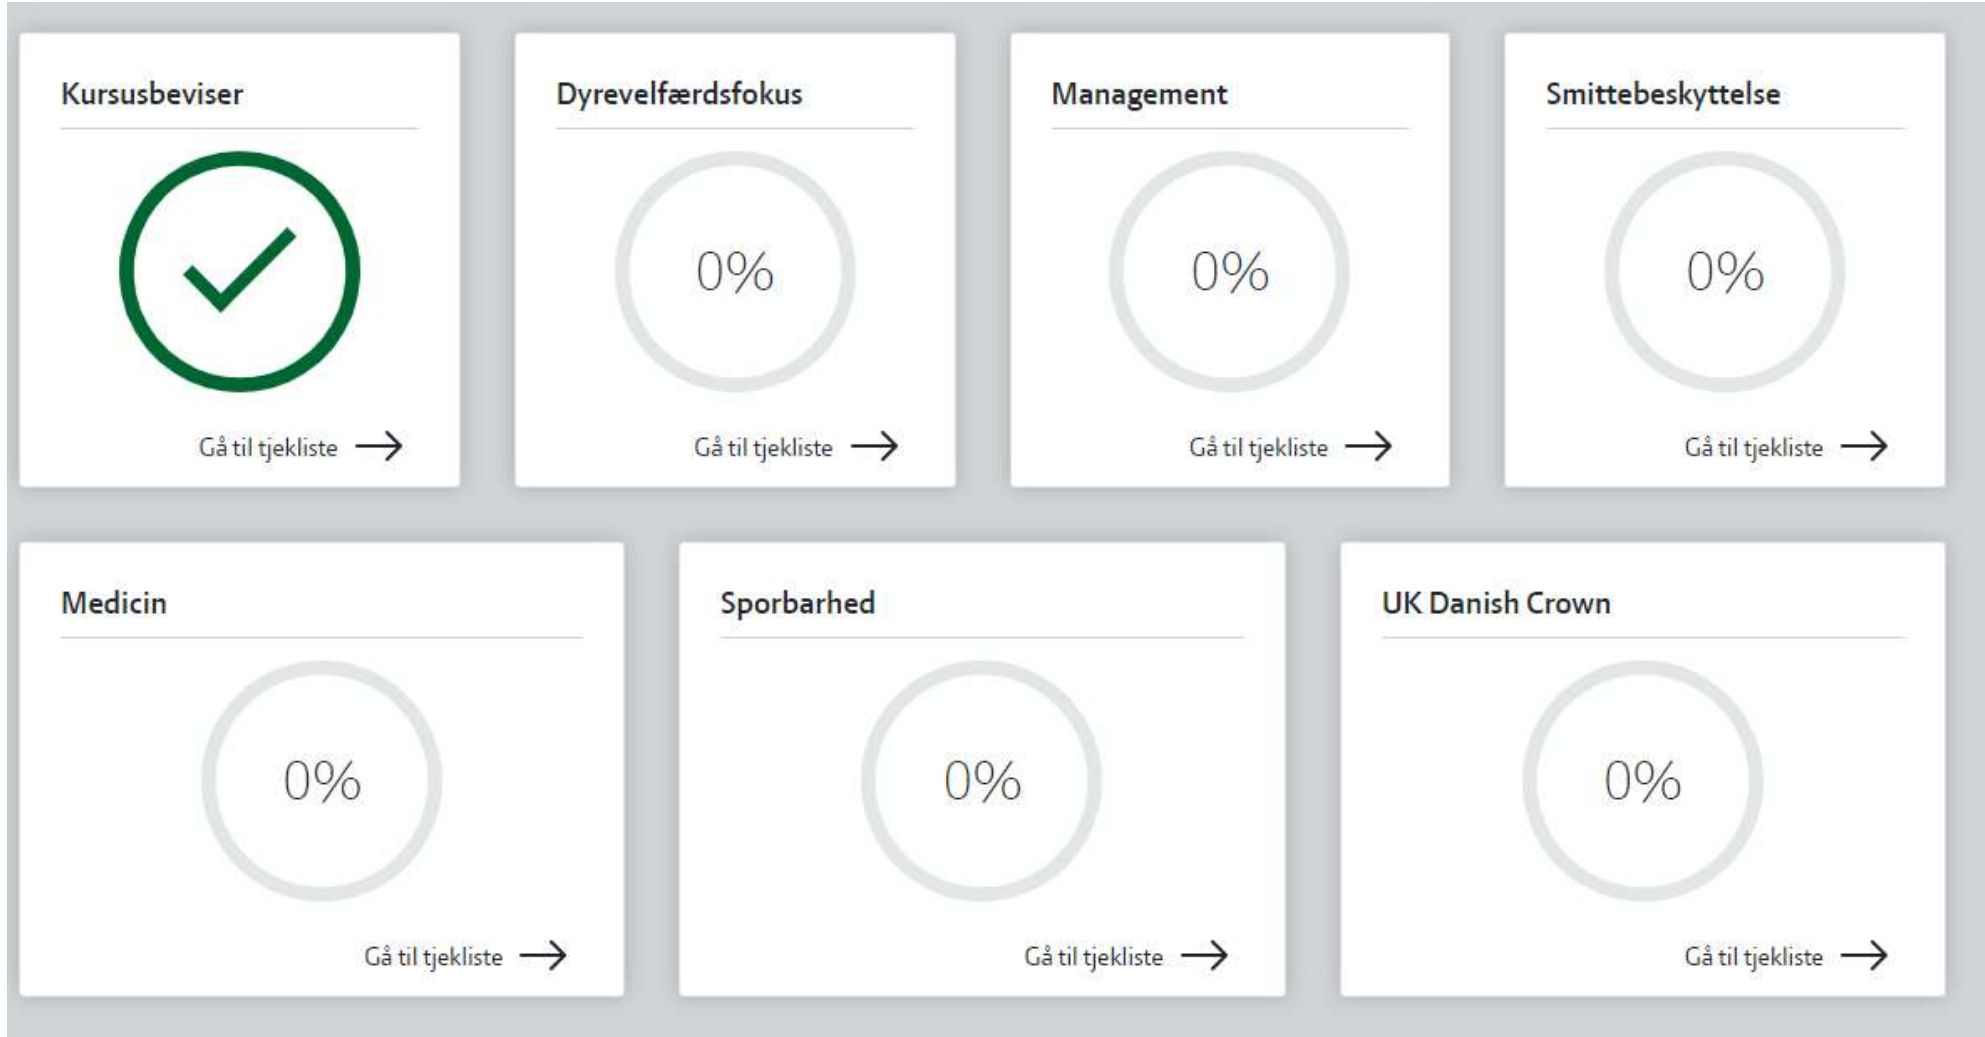 Kursusbeviser
Gå til tjekliste
Dyrevelfærdsfokus
0%
Gå til tjekliste
Management
0%
Gå til tjekliste
Smittebeskyttelse
0%
Gå til tjekliste
Medicin
0%
Gå til tjekliste
Sporbarhed
0%
Gå til tjekliste
UK Danish Crown
0%
Gå til tjekliste